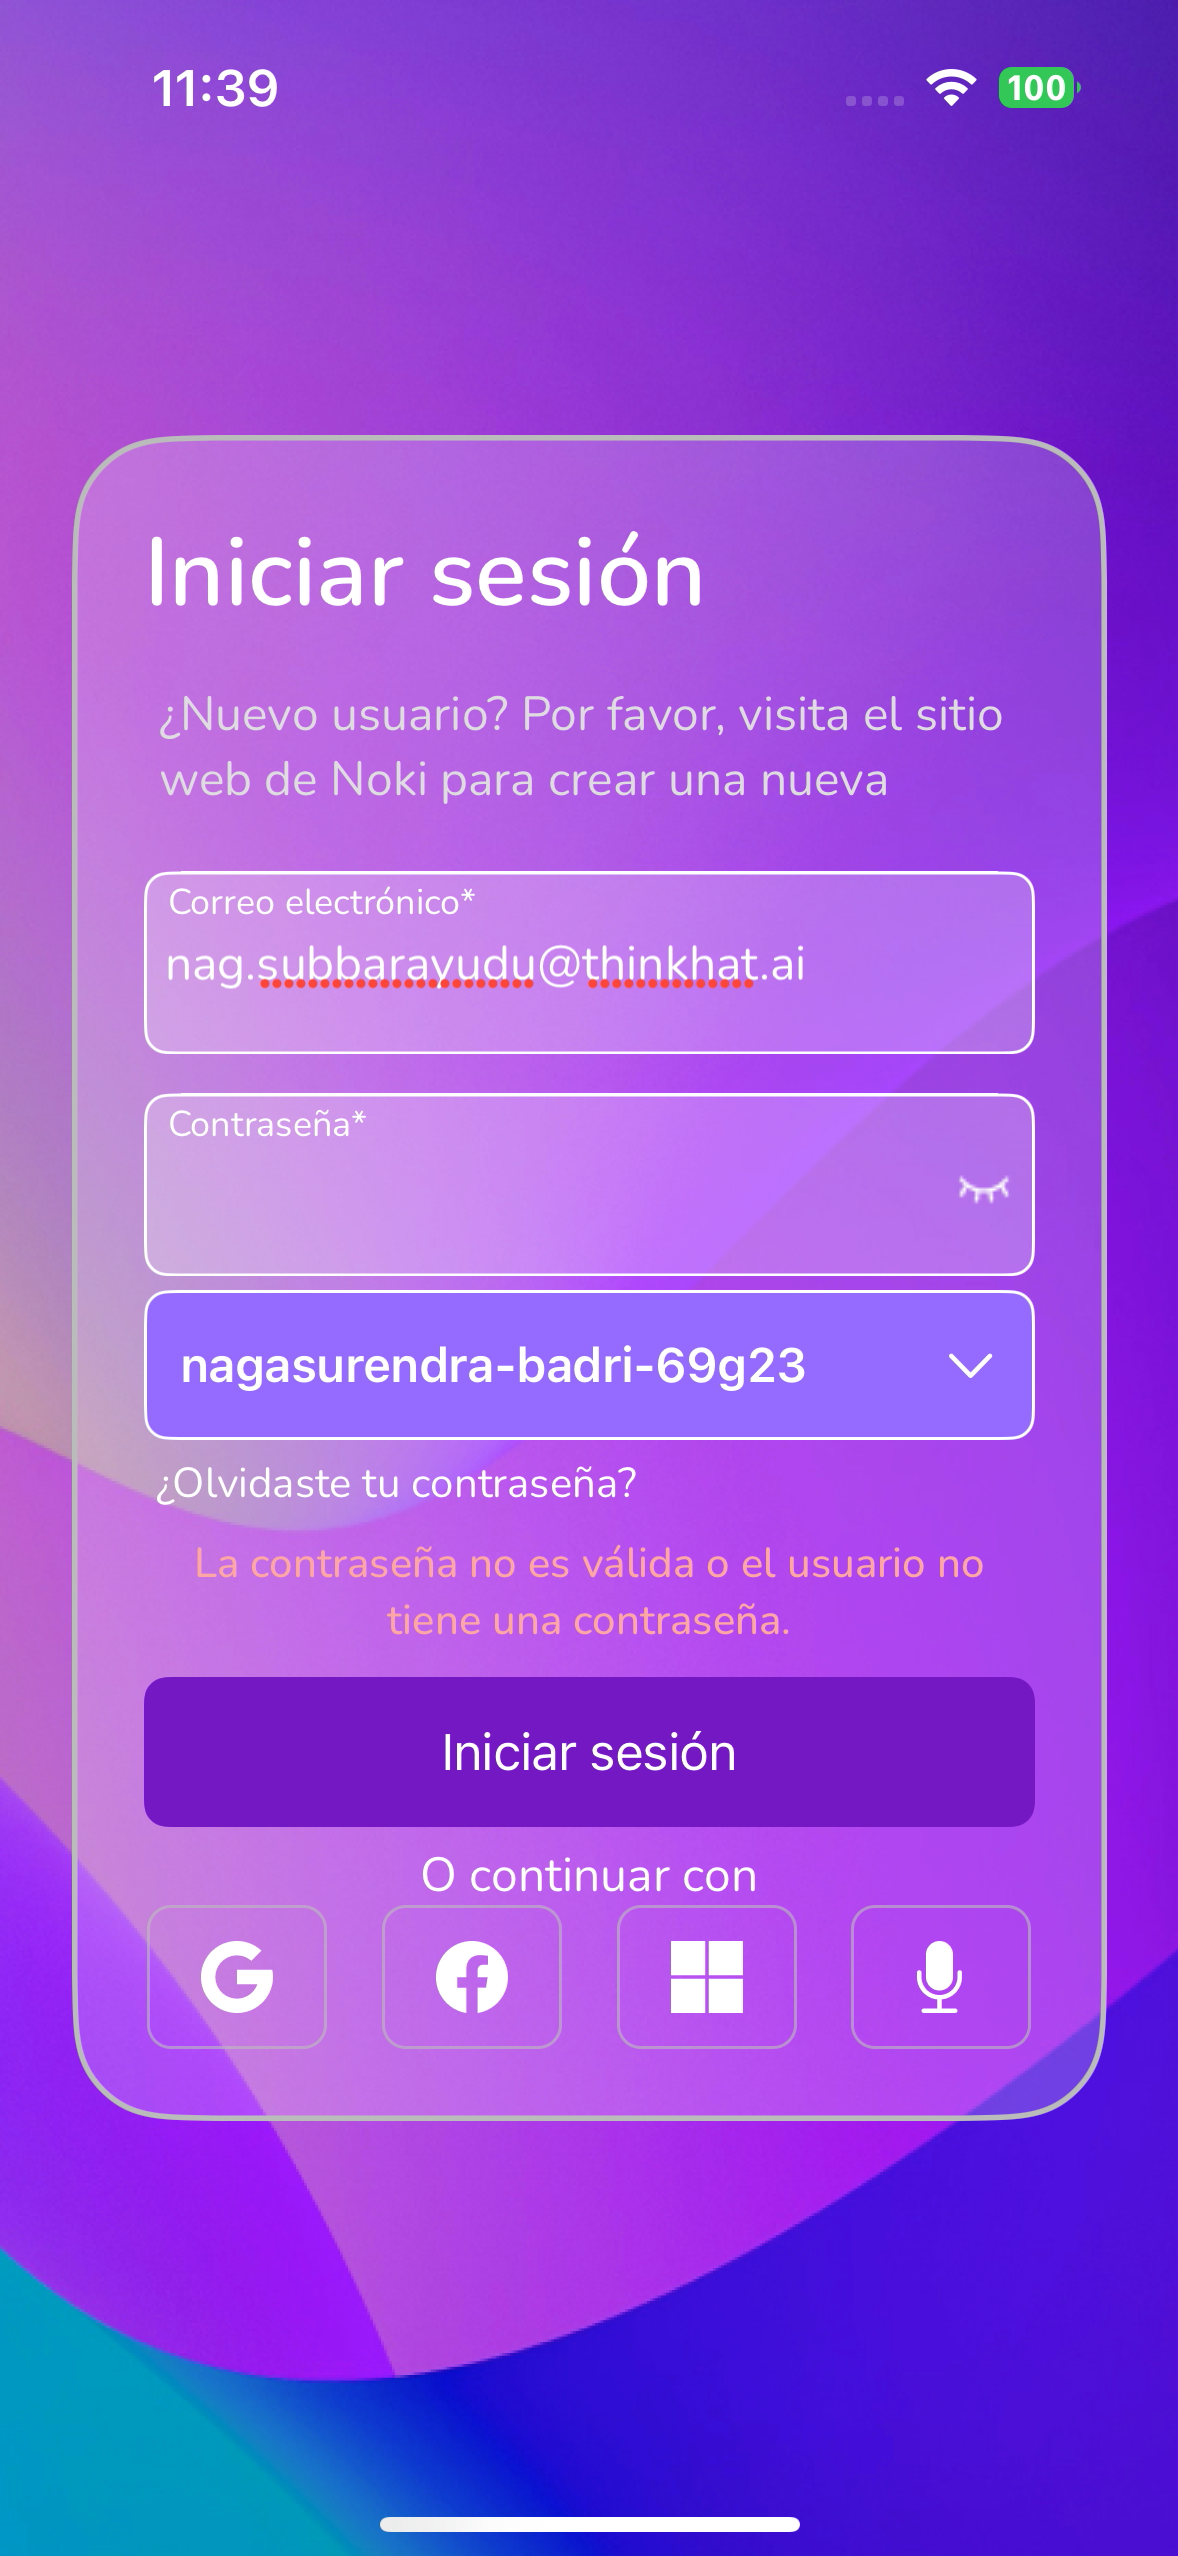 11:39
100
Iniciar sesión
¿Nuevo usuario? Por favor, visita el sitio
web de Noki para crear una nueva
Correo electrónico*
nag.subbarayudu@thinkhat.ai
Contraseña*
nagasurendra-badri-69g23
¿Olvidaste tu contraseña?
La contraseña no es válida o el usuario no
tiene una contraseña.
Iniciar sesión
O continuar con